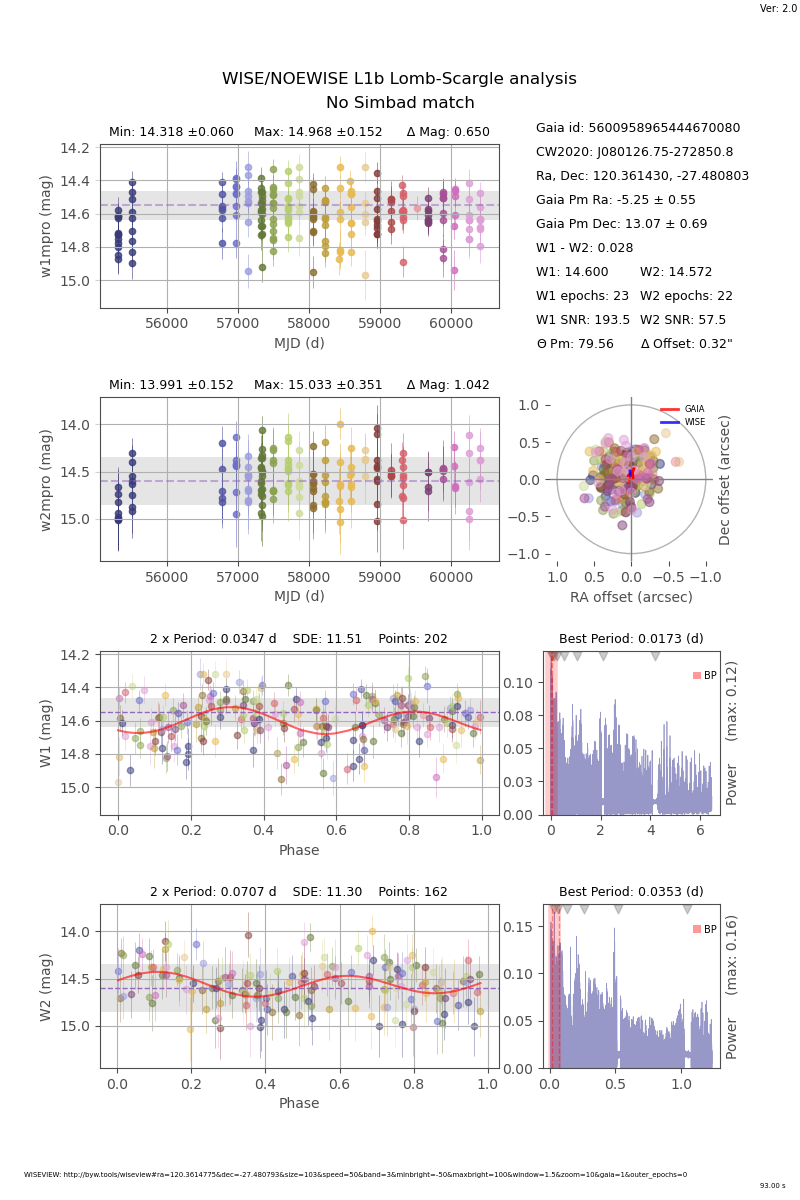 Ver: 2.0
WISE/NOEWISE L1b Lomb-Scargle analysis
No Simbad match
Min: 14.318 ±0.060 Max: 14.968 ±0.152 Δ Mag: 0.650
14.2
14.4
14.6
14.8
15.0
w1mpro (mag)
56000 57000 58000 59000 60000
MJD (d)
Gaia id: 5600958965444670080
CW2020: J080126.75-272850.8
Ra, Dec: 120.361430, -27.480803
Gaia Pm Ra: -5.25 ± 0.55
Gaia Pm Dec: 13.07 ± 0.69
W1 - W2: 0.028
W1: 14.600 W2: 14.572
W1 epochs: 23 W2 epochs: 22
W1 SNR: 193.5 W2 SNR: 57.5
Θ Pm: 79.56 Δ Offset: 0.32"
Min: 13.991 ±0.152 Max: 15.033 ±0.351 Δ Mag: 1.042
14.0
14.5
15.0
w2mpro (mag)
56000 57000 58000 59000 60000
MJD (d)
GAIA
WISE
1.0
0.5
0.0
−0.5
−1.0
Dec offset (arcsec)
1.0 0.5 0.0 −0.5 −1.0
RA offset (arcsec)
2 x Period: 0.0347 d SDE: 11.51 Points: 202
14.2
14.4
14.6
14.8
15.0
W1 (mag)
0.0 0.2 0.4 0.6 0.8 1.0
Phase
Best Period: 0.0173 (d)
BP
0.10
0.08
0.05
0.03
0.00
Power (max: 0.12)
0 2 4 6
2 x Period: 0.0707 d SDE: 11.30 Points: 162
14.0
14.5
15.0
W2 (mag)
0.0 0.2 0.4 0.6 0.8 1.0
Phase
Best Period: 0.0353 (d)
BP
0.15
0.10
0.05
0.00
Power (max: 0.16)
0.0 0.5 1.0
WISEVIEW: http://byw.tools/wiseview#ra=120.3614775&dec=-27.480793&size=103&speed=50&band=3&minbright=-50&maxbright=100&window=1.5&zoom=10&gaia=1&outer_epochs=0
93.00 s